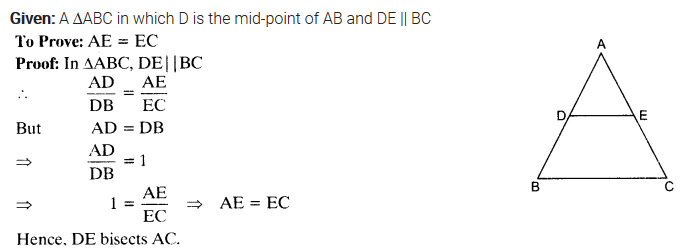 Given: A ΔABC in which D is the mid-point of AB and DE || BC
To Prove: AE = EC
Proof: In ΔABC, DE||BC
∴ AD/DB = AE/EC
But AD = DB
⇒ AD/DB = 1
⇒ 1 = AE/EC ⇒ AE = EC
Hence, DE bisects AC.
A
D E
B C